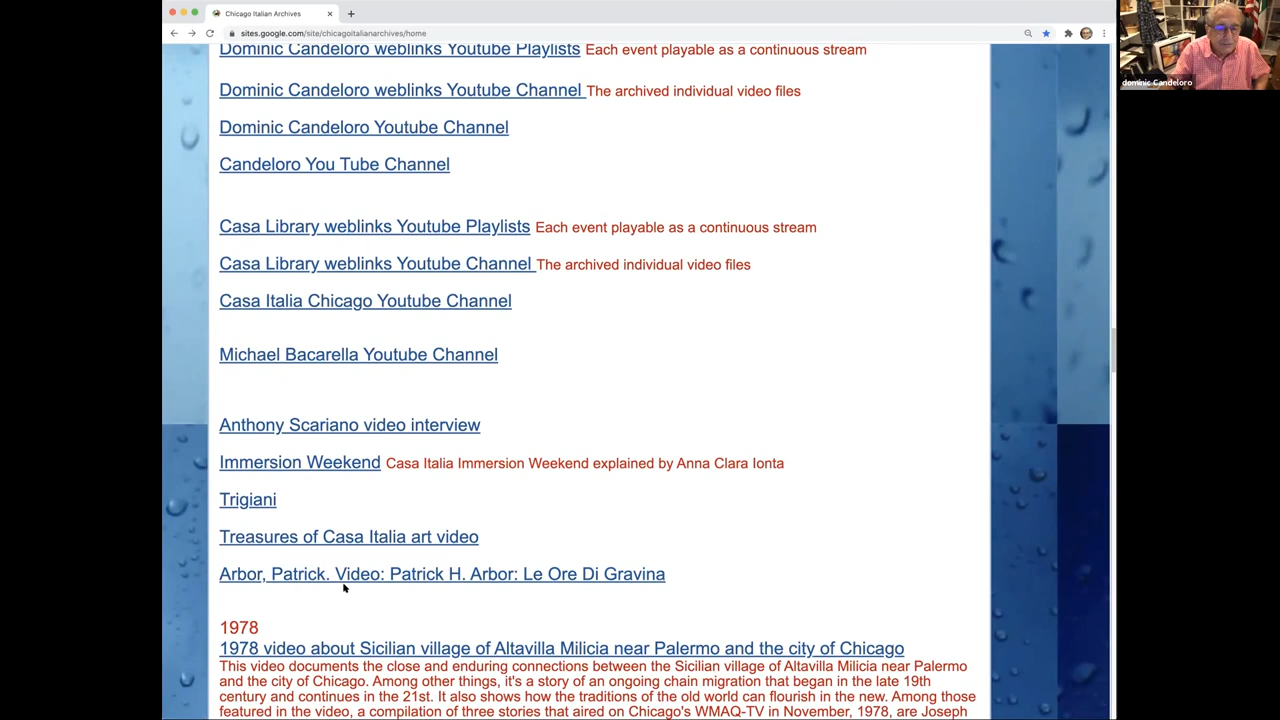 Chicago Italian Archives
sites.google.com/site/chicagoitalianarchives/home
dominic Candeloro
Dominic Candeloro weblinks Youtube Playlists Each event playable as a continuous stream
Dominic Candeloro weblinks Youtube Channel The archived individual video files
Dominic Candeloro Youtube Channel
Candeloro You Tube Channel
Casa Library weblinks Youtube Playlists Each event playable as a continuous stream
Casa Library weblinks Youtube Channel The archived individual video files
Casa Italia Chicago Youtube Channel
Michael Bacarella Youtube Channel
Anthony Scariano video interview
Immersion Weekend Casa Italia Immersion Weekend explained by Anna Clara Ionta
Trigiani
Treasures of Casa Italia art video
Arbor, Patrick. Video: Patrick H. Arbor: Le Ore Di Gravina
1978
1978 video about Sicilian village of Altavilla Milicia near Palermo and the city of Chicago
This video documents the close and enduring connections between the Sicilian village of Altavilla Milicia near Palermo
and the city of Chicago. Among other things, it's a story of an ongoing chain migration that began in the late 19th
century and continues in the 21st. It also shows how the traditions of the old world can flourish in the new. Among those
featured in the video, a compilation of three stories that aired on Chicago's WMAQ-TV in November, 1978, are Joseph